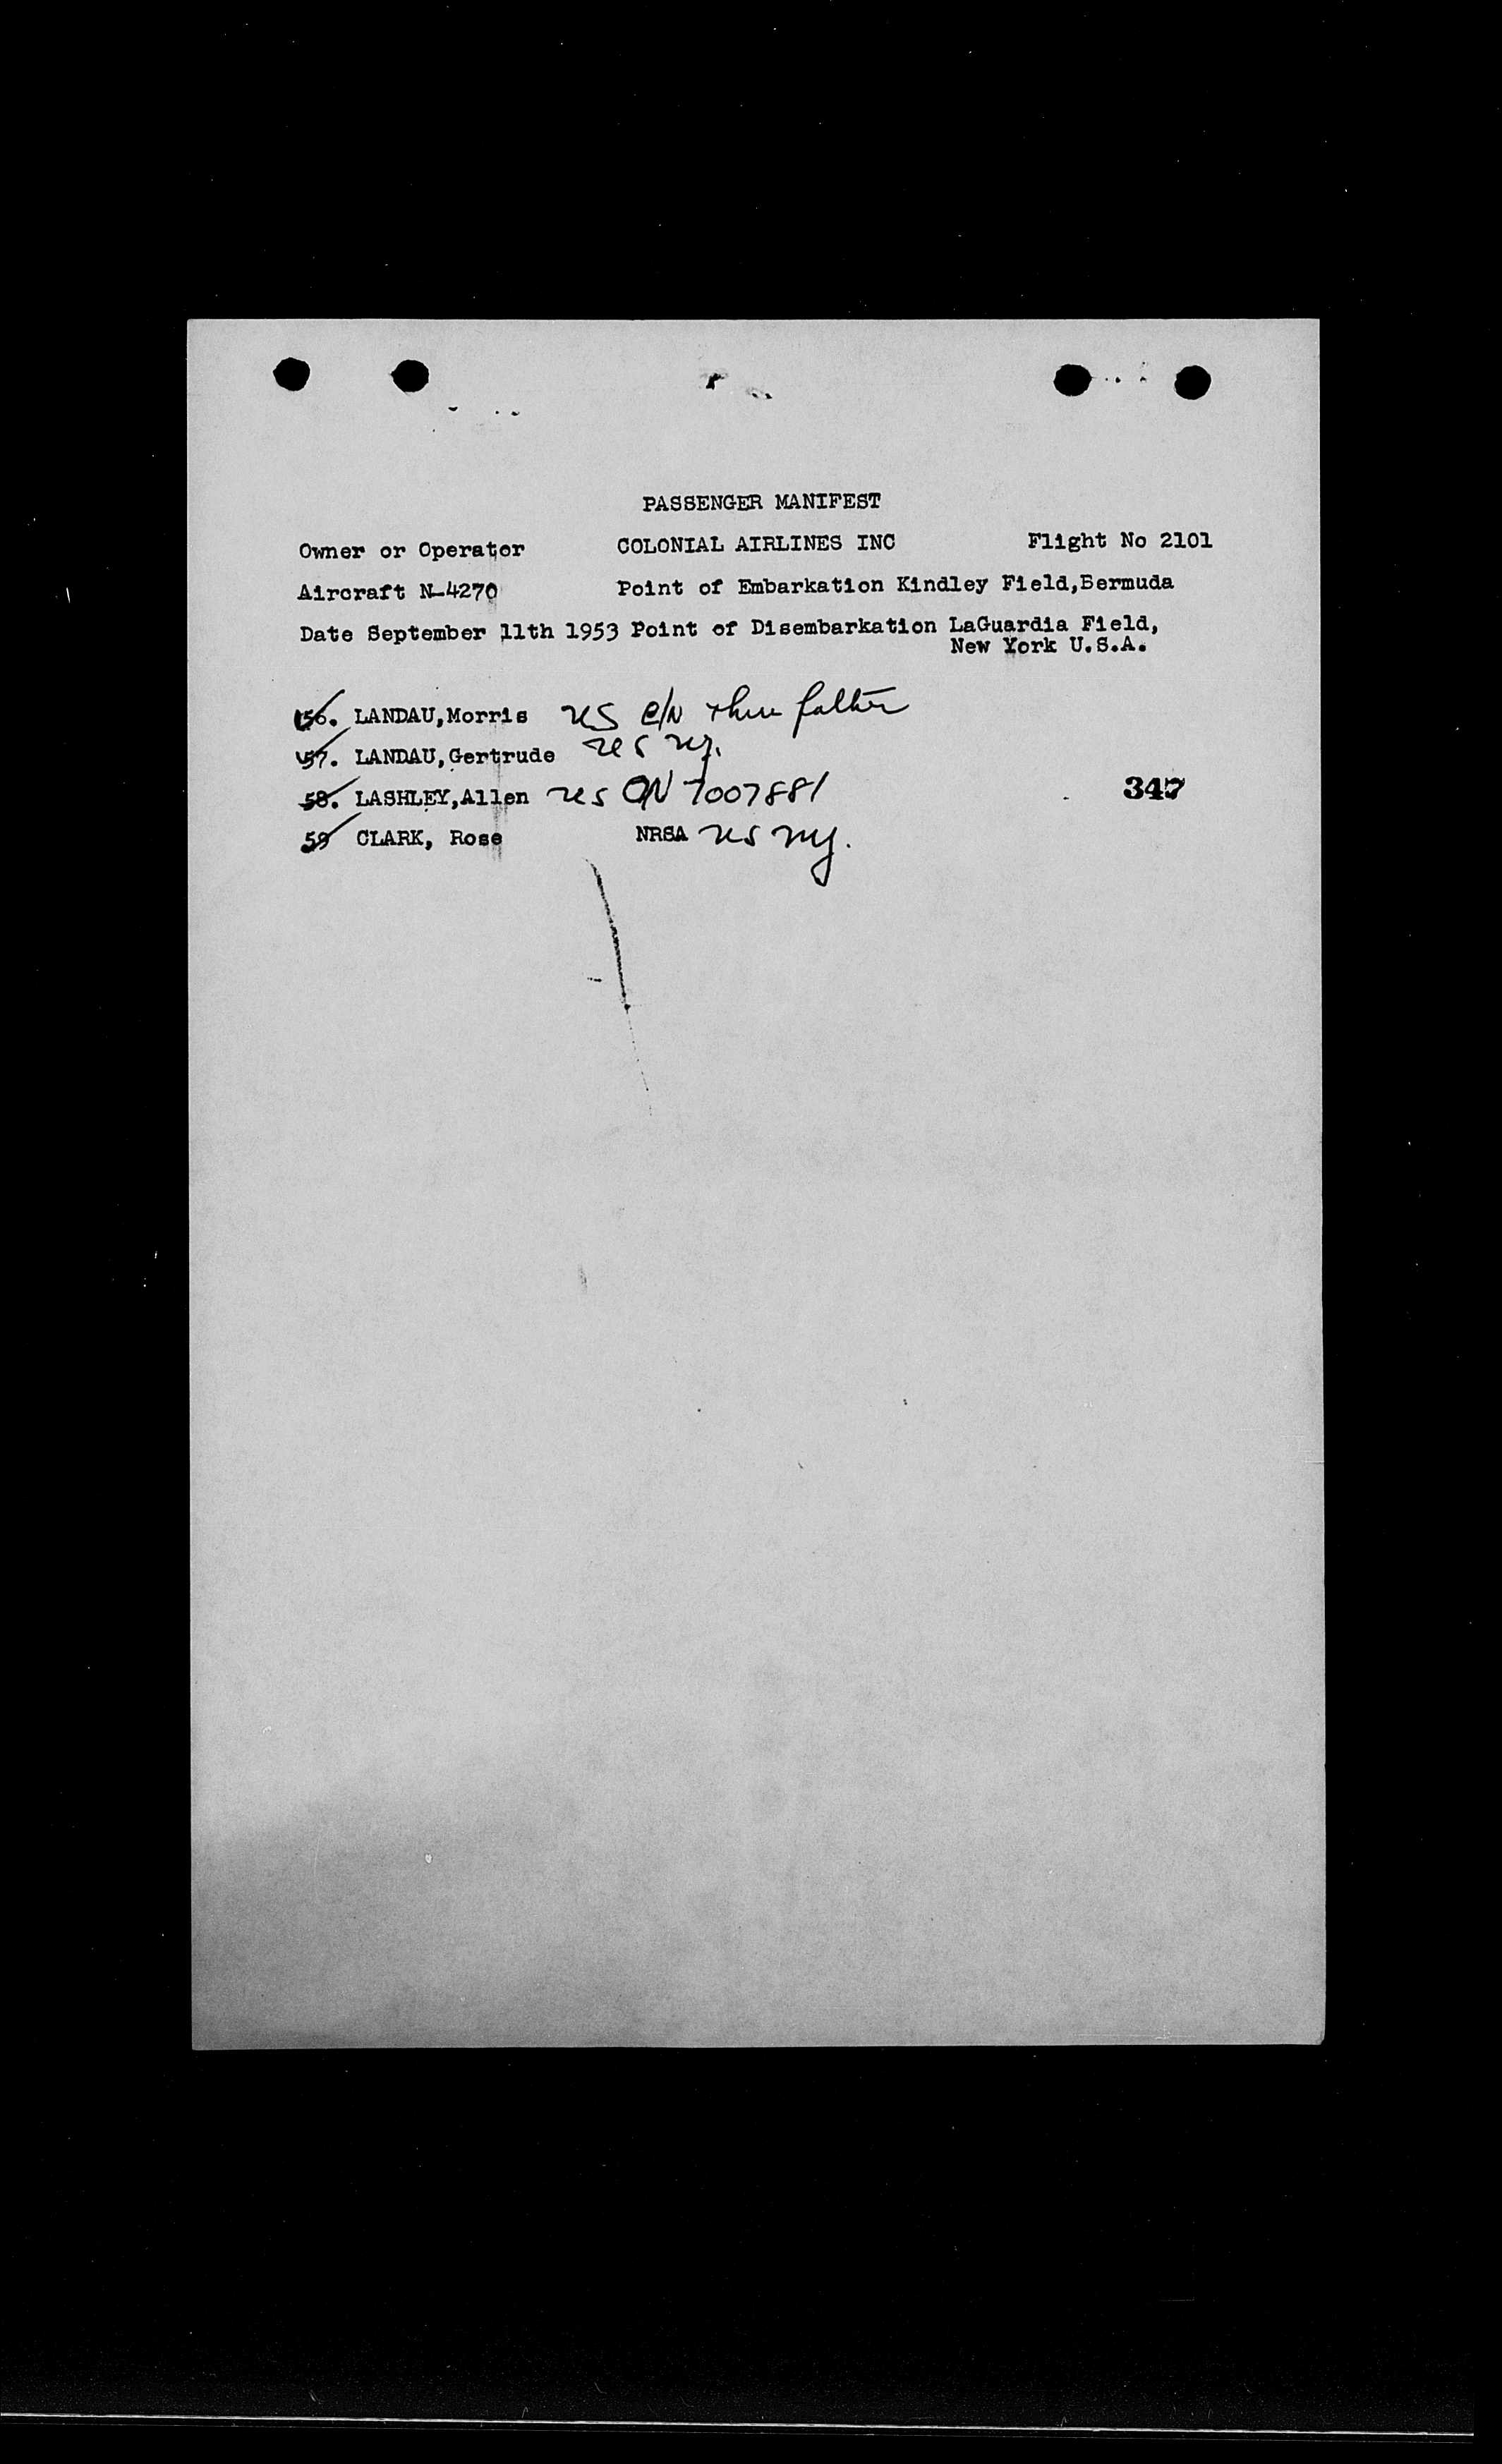 PASSENGER MANIFEST
Owner or Operator COLONIAL AIRLINES INC Flight No 2101
Aircraft N-4270 Point of Embarkation Kindley Field,Bermuda
Date September 11th 1953 Point of Disembarkation LaGuardia Field,
New York U.S.A.
56. LANDAU,Morris US C/N thru father
57. LANDAU,Gertrude US NY.
58. LASHLEY,Allen US CN 7007881 347
59 CLARK, Rose NRSA US NY.